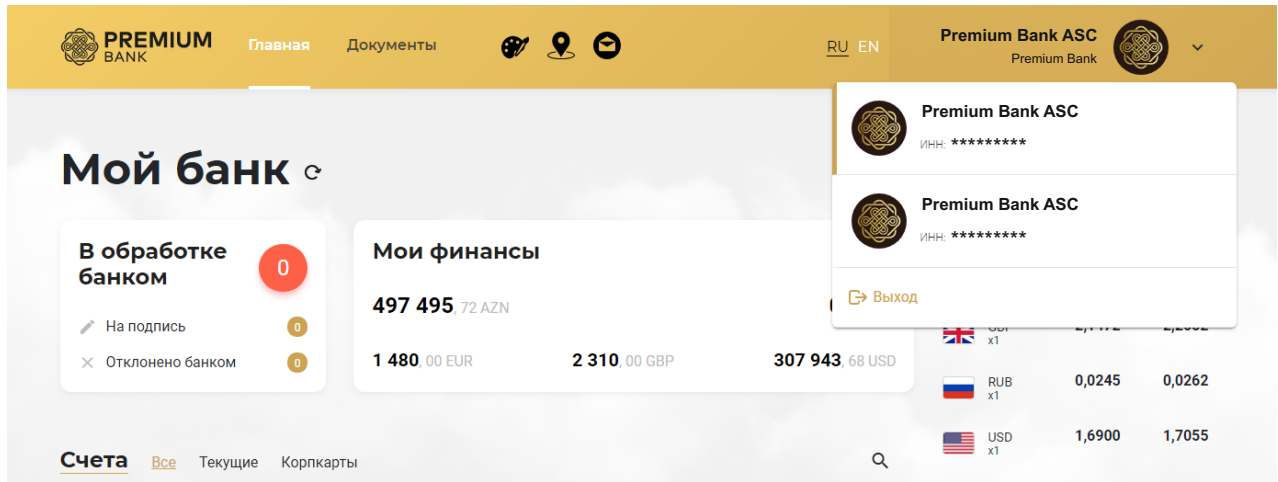 PREMIUM
BANK
Главная
Документы
RU EN
Premium Bank ASC
Premium Bank
Premium Bank ASC
ИНН: *********
Premium Bank ASC
ИНН: *********
Выход
Мой банк
В обработке
банком
0
На подпись
0
Отклонено банком
0
Мои финансы
497 495, 72 AZN
1 480, 00 EUR
2 310, 00 GBP
307 943, 68 USD
x1
RUB
x1
0,0245
0,0262
USD
x1
1,6900
1,7055
Счета
Все
Текущие
Корпкарты